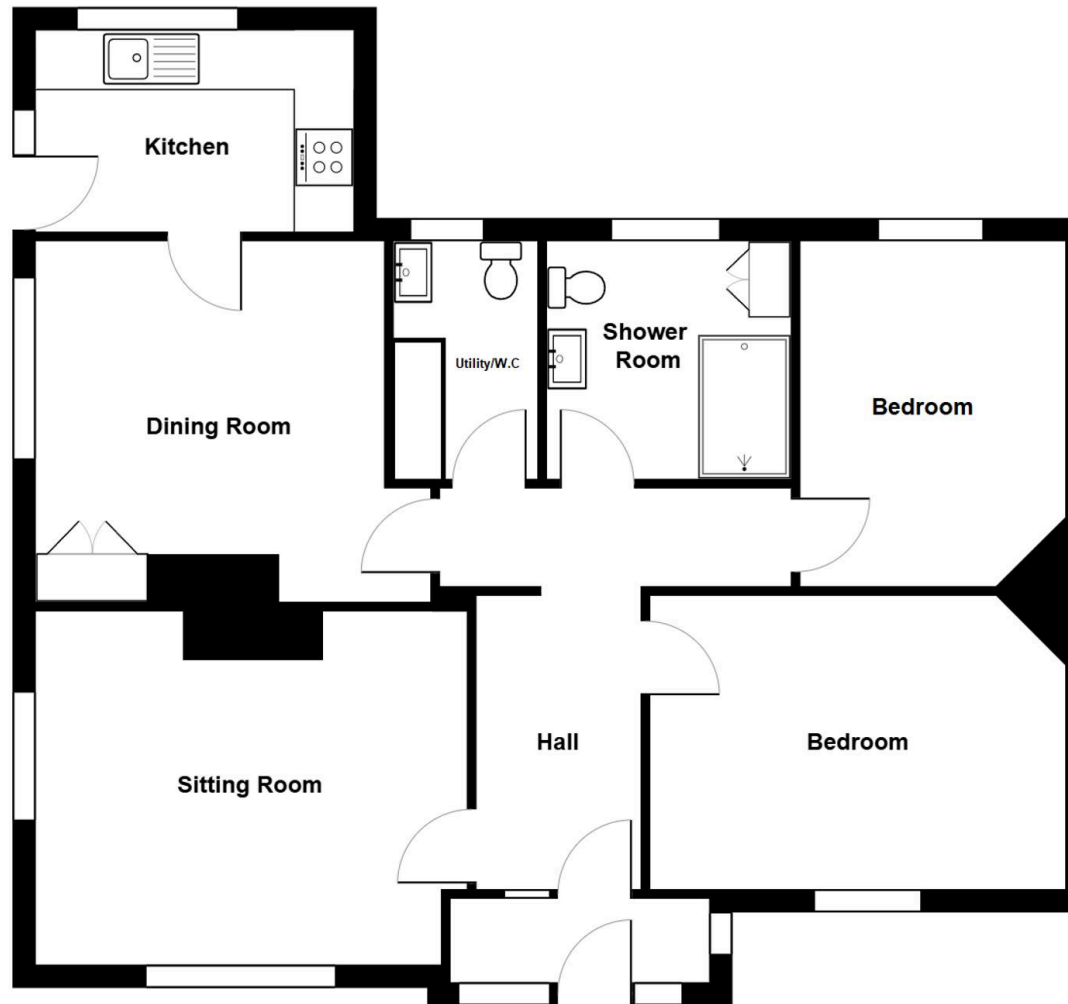 Kitchen
Dining Room
Utility/W.C
Shower
Room
Bedroom
Sitting Room
Hall
Bedroom